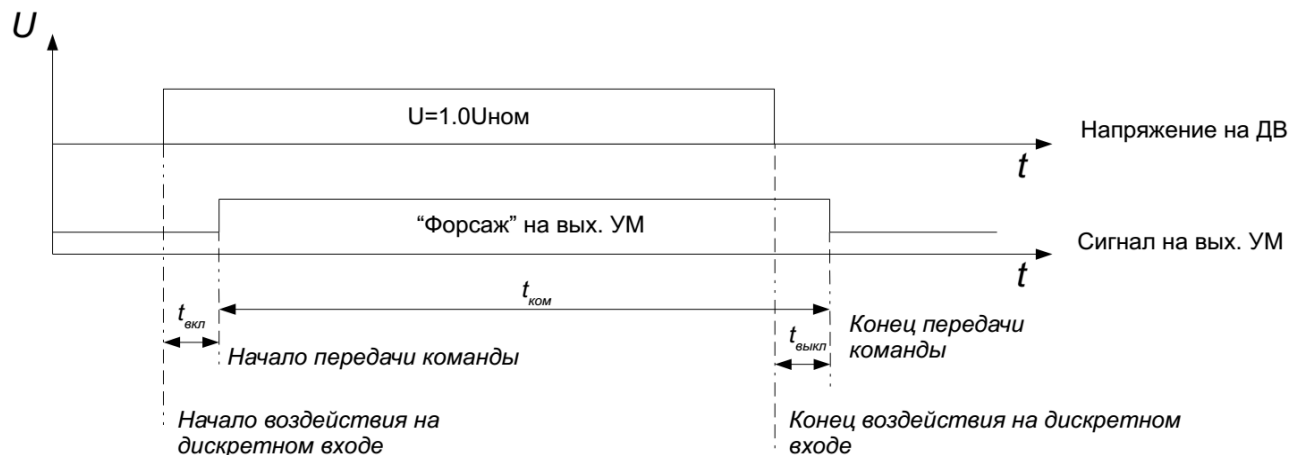 U
U=1.0Uном
Напряжение на ДВ
t
“Форсаж” на вых. УМ
Сигнал на вых. УМ
t
tком
tвкл
Начало передачи команды
tвыкл
Конец передачи
команды
Начало воздействия на
дискретном входе
Конец воздействия на дискретном
входе